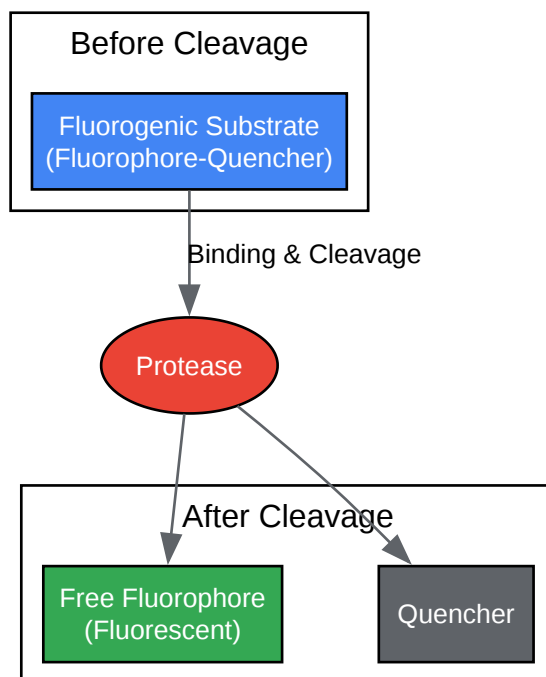 Before Cleavage
Fluorogenic Substrate
(Fluorophore-Quencher)
Binding & Cleavage
Protease
After Cleavage
Free Fluorophore
(Fluorescent)
Quencher